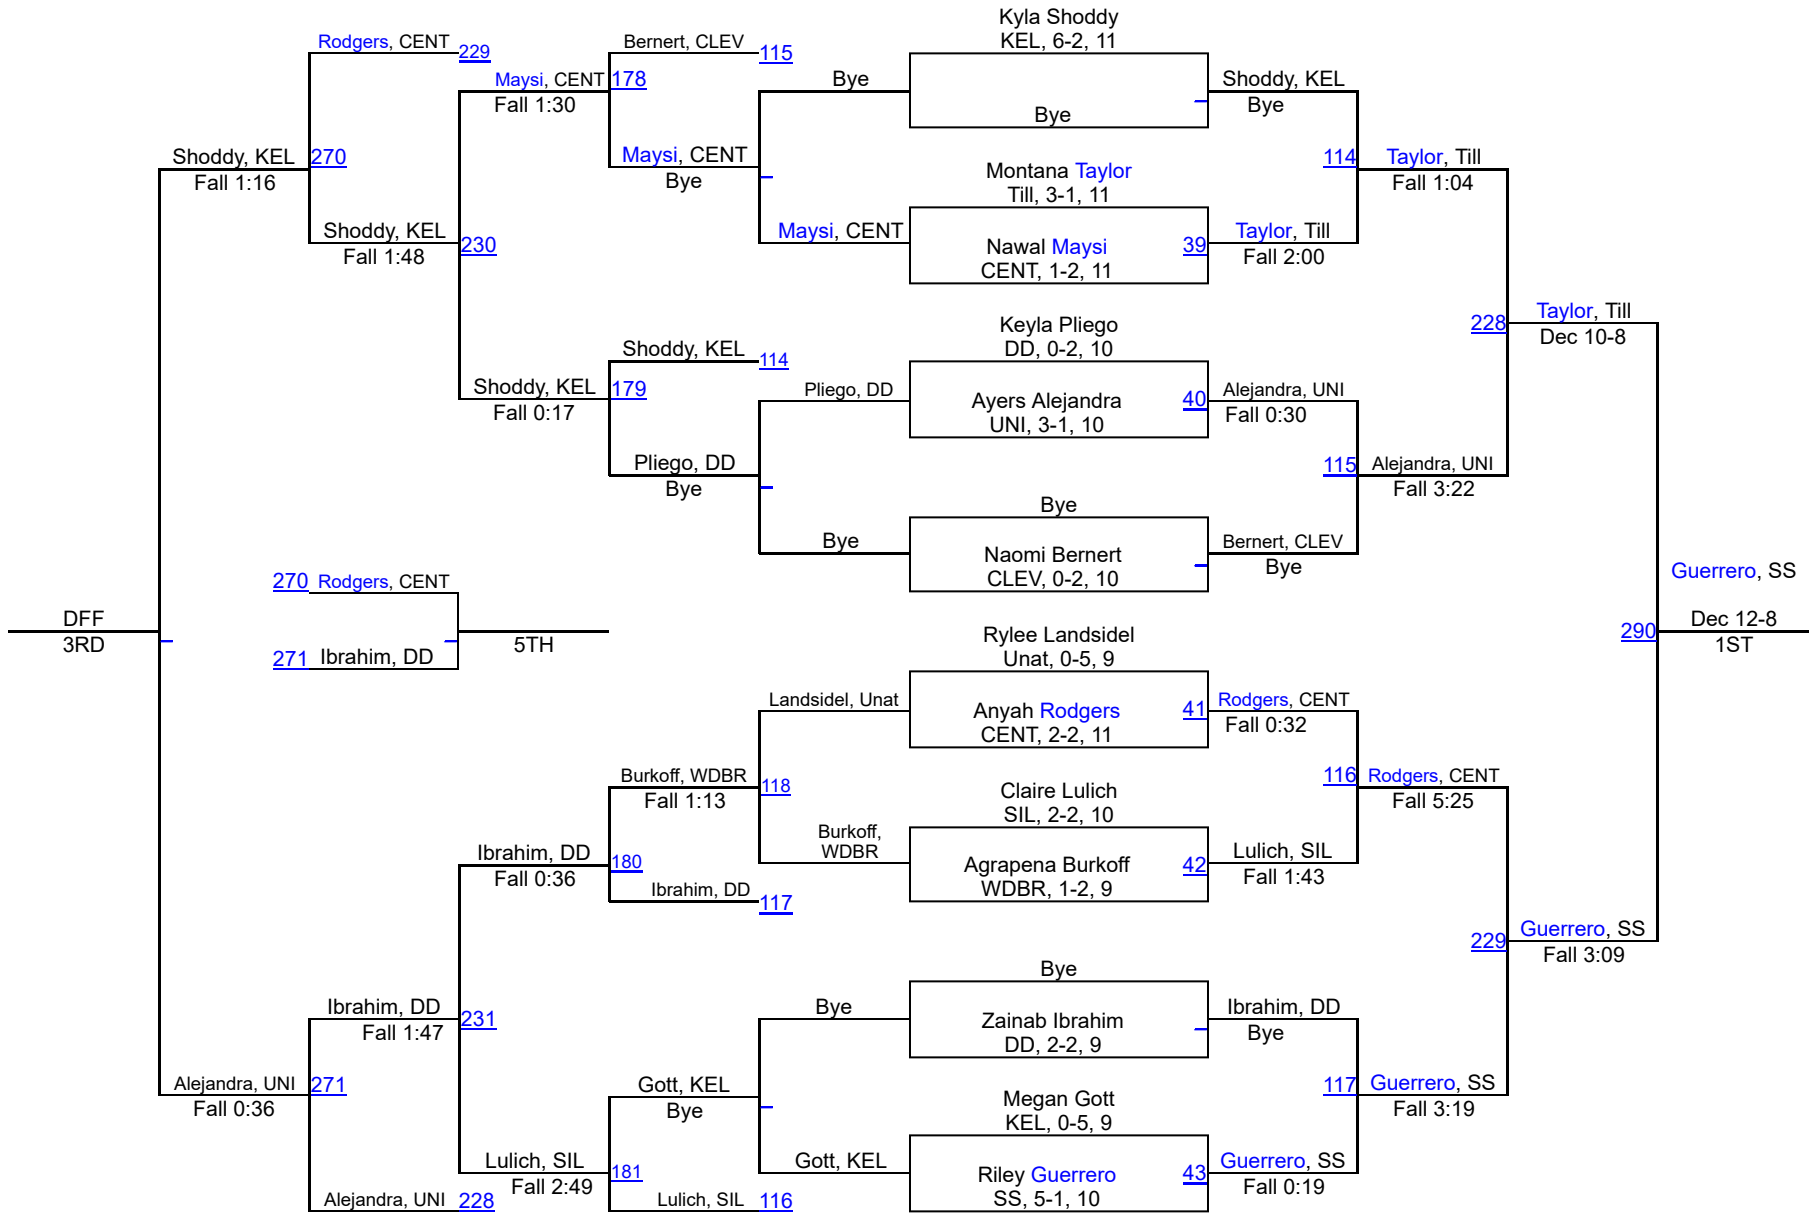 Kyla Shoddy
KEL, 6-2, 11
Rodgers, CENT
229
Bernert, CLEV
115
Maysi, CENT
178
Fall 1:30
Bye
Shoddy, KEL
Bye
Bye
Shoddy, KEL
270
Fall 1:16
Maysi, CENT
Bye
Montana Taylor
Till, 3-1, 11
114
Taylor, Till
Fall 1:04
Shoddy, KEL
230
Fall 1:48
Maysi, CENT
Nawal Maysi
CENT, 1-2, 11
39
Taylor, Till
Fall 2:00
Keyla Pliego
DD, 0-2, 10
228
Taylor, Till
Dec 10-8
Shoddy, KEL
114
Shoddy, KEL
179
Fall 0:17
Pliego, DD
Ayers Alejandra
UNI, 3-1, 10
40
Alejandra, UNI
Fall 0:30
Pliego, DD
Bye
115
Alejandra, UNI
Fall 3:22
Bye
Bye
Naomi Bernert
CLEV, 0-2, 10
Bernert, CLEV
Bye
Guerrero, SS
270
Rodgers, CENT
DFF
3RD
5TH
271
Ibrahim, DD
290
Dec 12-8
1ST
Rylee Landsidel
Unat, 0-5, 9
Landsidel, Unat
Anyah Rodgers
CENT, 2-2, 11
41
Rodgers, CENT
Fall 0:32
Burkoff, WDBR
118
Fall 1:13
Claire Lulich
SIL, 2-2, 10
116
Rodgers, CENT
Fall 5:25
Burkoff,
WDBR
Ibrahim, DD
180
Fall 0:36
Agrapena Burkoff
WDBR, 1-2, 9
42
Lulich, SIL
Fall 1:43
Ibrahim, DD
117
229
Guerrero, SS
Fall 3:09
Bye
Ibrahim, DD
231
Fall 1:47
Bye
Zainab Ibrahim
DD, 2-2, 9
Ibrahim, DD
Bye
Alejandra, UNI
271
Fall 0:36
Gott, KEL
Bye
Megan Gott
KEL, 0-5, 9
117
Guerrero, SS
Fall 3:19
Lulich, SIL
181
Fall 2:49
Gott, KEL
Riley Guerrero
SS, 5-1, 10
43
Guerrero, SS
Fall 0:19
Alejandra, UNI
228
Lulich, SIL
116